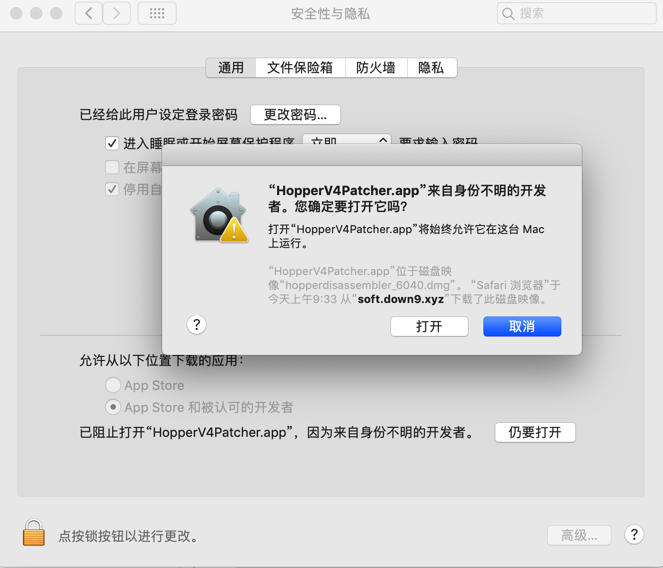 安全性与隐私
搜索
通用
文件保险箱
防火墙
隐私
已经给此用户设定登录密码
更改密码...
进入睡眠或开始屏幕保护程序
立即
要求输入密码
在屏幕
停用自
“HopperV4Patcher.app”来自身份不明的开发
者。您确定要打开它吗？
打开“HopperV4Patcher.app”将始终允许它在这台 Mac
上运行。
“HopperV4Patcher.app”位于磁盘映
像“hopperdisassembler_6040.dmg”。“Safari 浏览器”于
今天上午9:33 从“soft.down9.xyz”下载了此磁盘映像。
?
打开
取消
允许从以下位置下载的应用：
App Store
App Store 和被认可的开发者
已阻止打开“HopperV4Patcher.app”，因为来自身份不明的开发者。
仍要打开
点按锁按钮以进行更改。
高级...
?